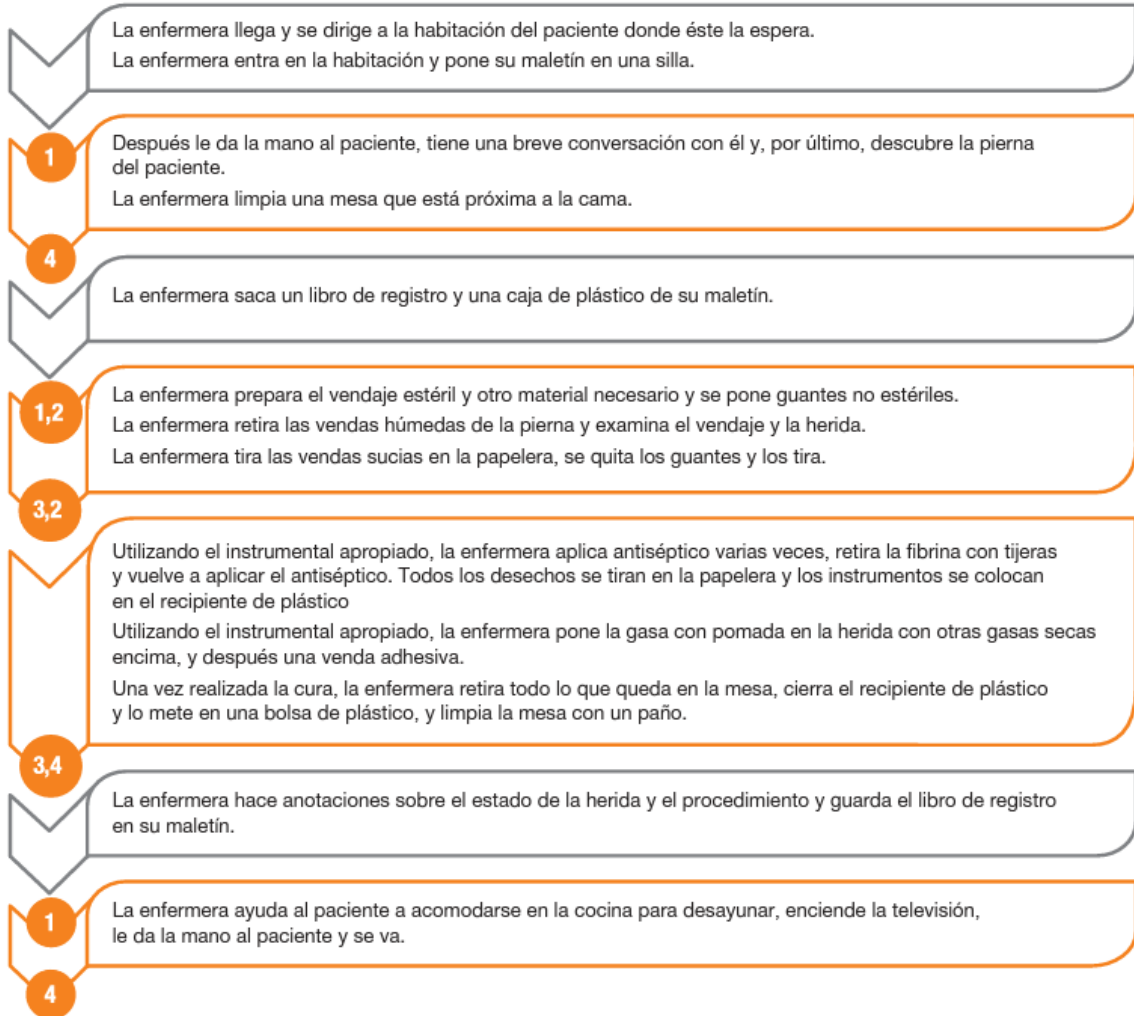 La enfermera llega y se dirige a la habitación del paciente donde éste la espera.
La enfermera entra en la habitación y pone su maletín en una silla.
1
Después le da la mano al paciente, tiene una breve conversación con él y, por último, descubre la pierna
del paciente.
La enfermera limpia una mesa que está próxima a la cama.
4
La enfermera saca un libro de registro y una caja de plástico de su maletín.
1,2
La enfermera prepara el vendaje estéril y otro material necesario y se pone guantes no estériles.
La enfermera retira las vendas húmedas de la pierna y examina el vendaje y la herida.
La enfermera tira las vendas sucias en la papelera, se quita los guantes y los tira.
3,2
Utilizando el instrumental apropiado, la enfermera aplica antiséptico varias veces, retira la fibrina con tijeras
y vuelve a aplicar el antiséptico. Todos los desechos se tiran en la papelera y los instrumentos se colocan
en el recipiente de plástico
Utilizando el instrumental apropiado, la enfermera pone la gasa con pomada en la herida con otras gasas secas
encima, y después una venda adhesiva.
Una vez realizada la cura, la enfermera retira todo lo que queda en la mesa, cierra el recipiente de plástico
y lo mete en una bolsa de plástico, y limpia la mesa con un paño.
3,4
La enfermera hace anotaciones sobre el estado de la herida y el procedimiento y guarda el libro de registro
en su maletín.
1
La enfermera ayuda al paciente a acomodarse en la cocina para desayunar, enciende la televisión,
le da la mano al paciente y se va.
4